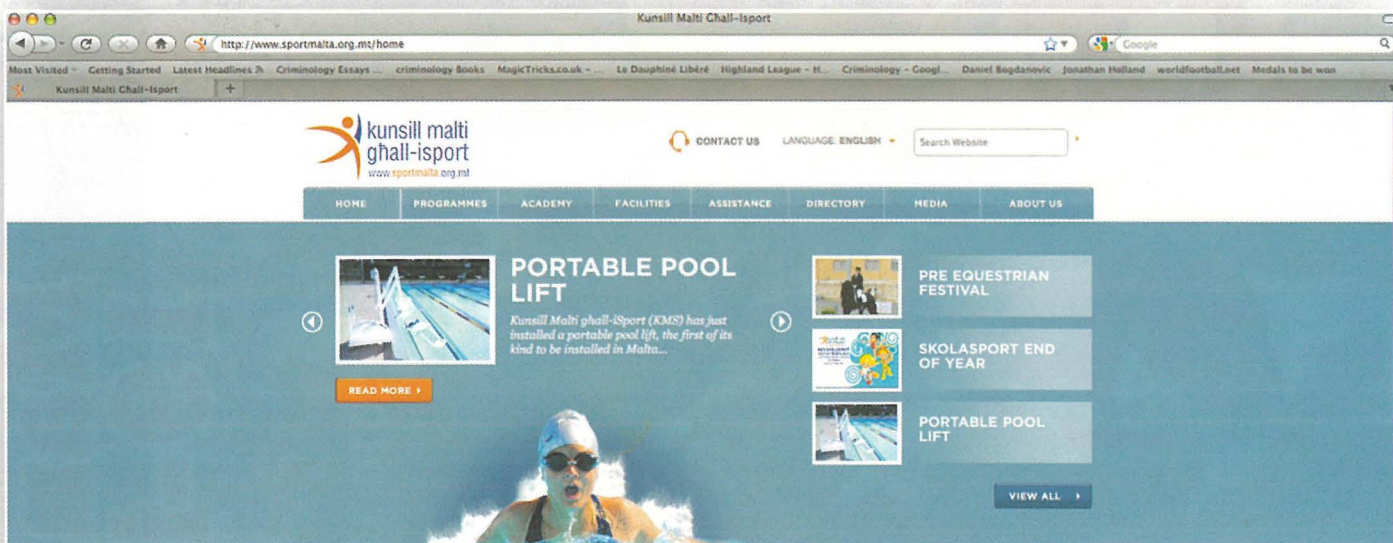 Kunsill Malti Għall-Isport
http://www.sportmalta.org.mt/home
Google
Most Visited Getting Started Latest Headlines Criminology Essays ... criminology Books MagicTricks.co.uk - ... Le Dauphiné Libéré Highland League - H... Criminology - Googl... Daniel Bogdanovic Jonathan Holland worldfootball.net Medals to be won
Kunsill Malti Għall-Isport +
kunsill malti
għall-isport
www.sportmalta.org.mt
CONTACT US LANGUAGE: ENGLISH Search Website
HOME PROGRAMMES ACADEMY FACILITIES ASSISTANCE DIRECTORY MEDIA ABOUT US
PORTABLE POOL
LIFT
Kunsill Malti għall-iSport (KMS) has just
installed a portable pool lift, the first of its
kind to be installed in Malta...
READ MORE
PRE EQUESTRIAN
FESTIVAL
SKOLASPORT END
OF YEAR
PORTABLE POOL
LIFT
VIEW ALL